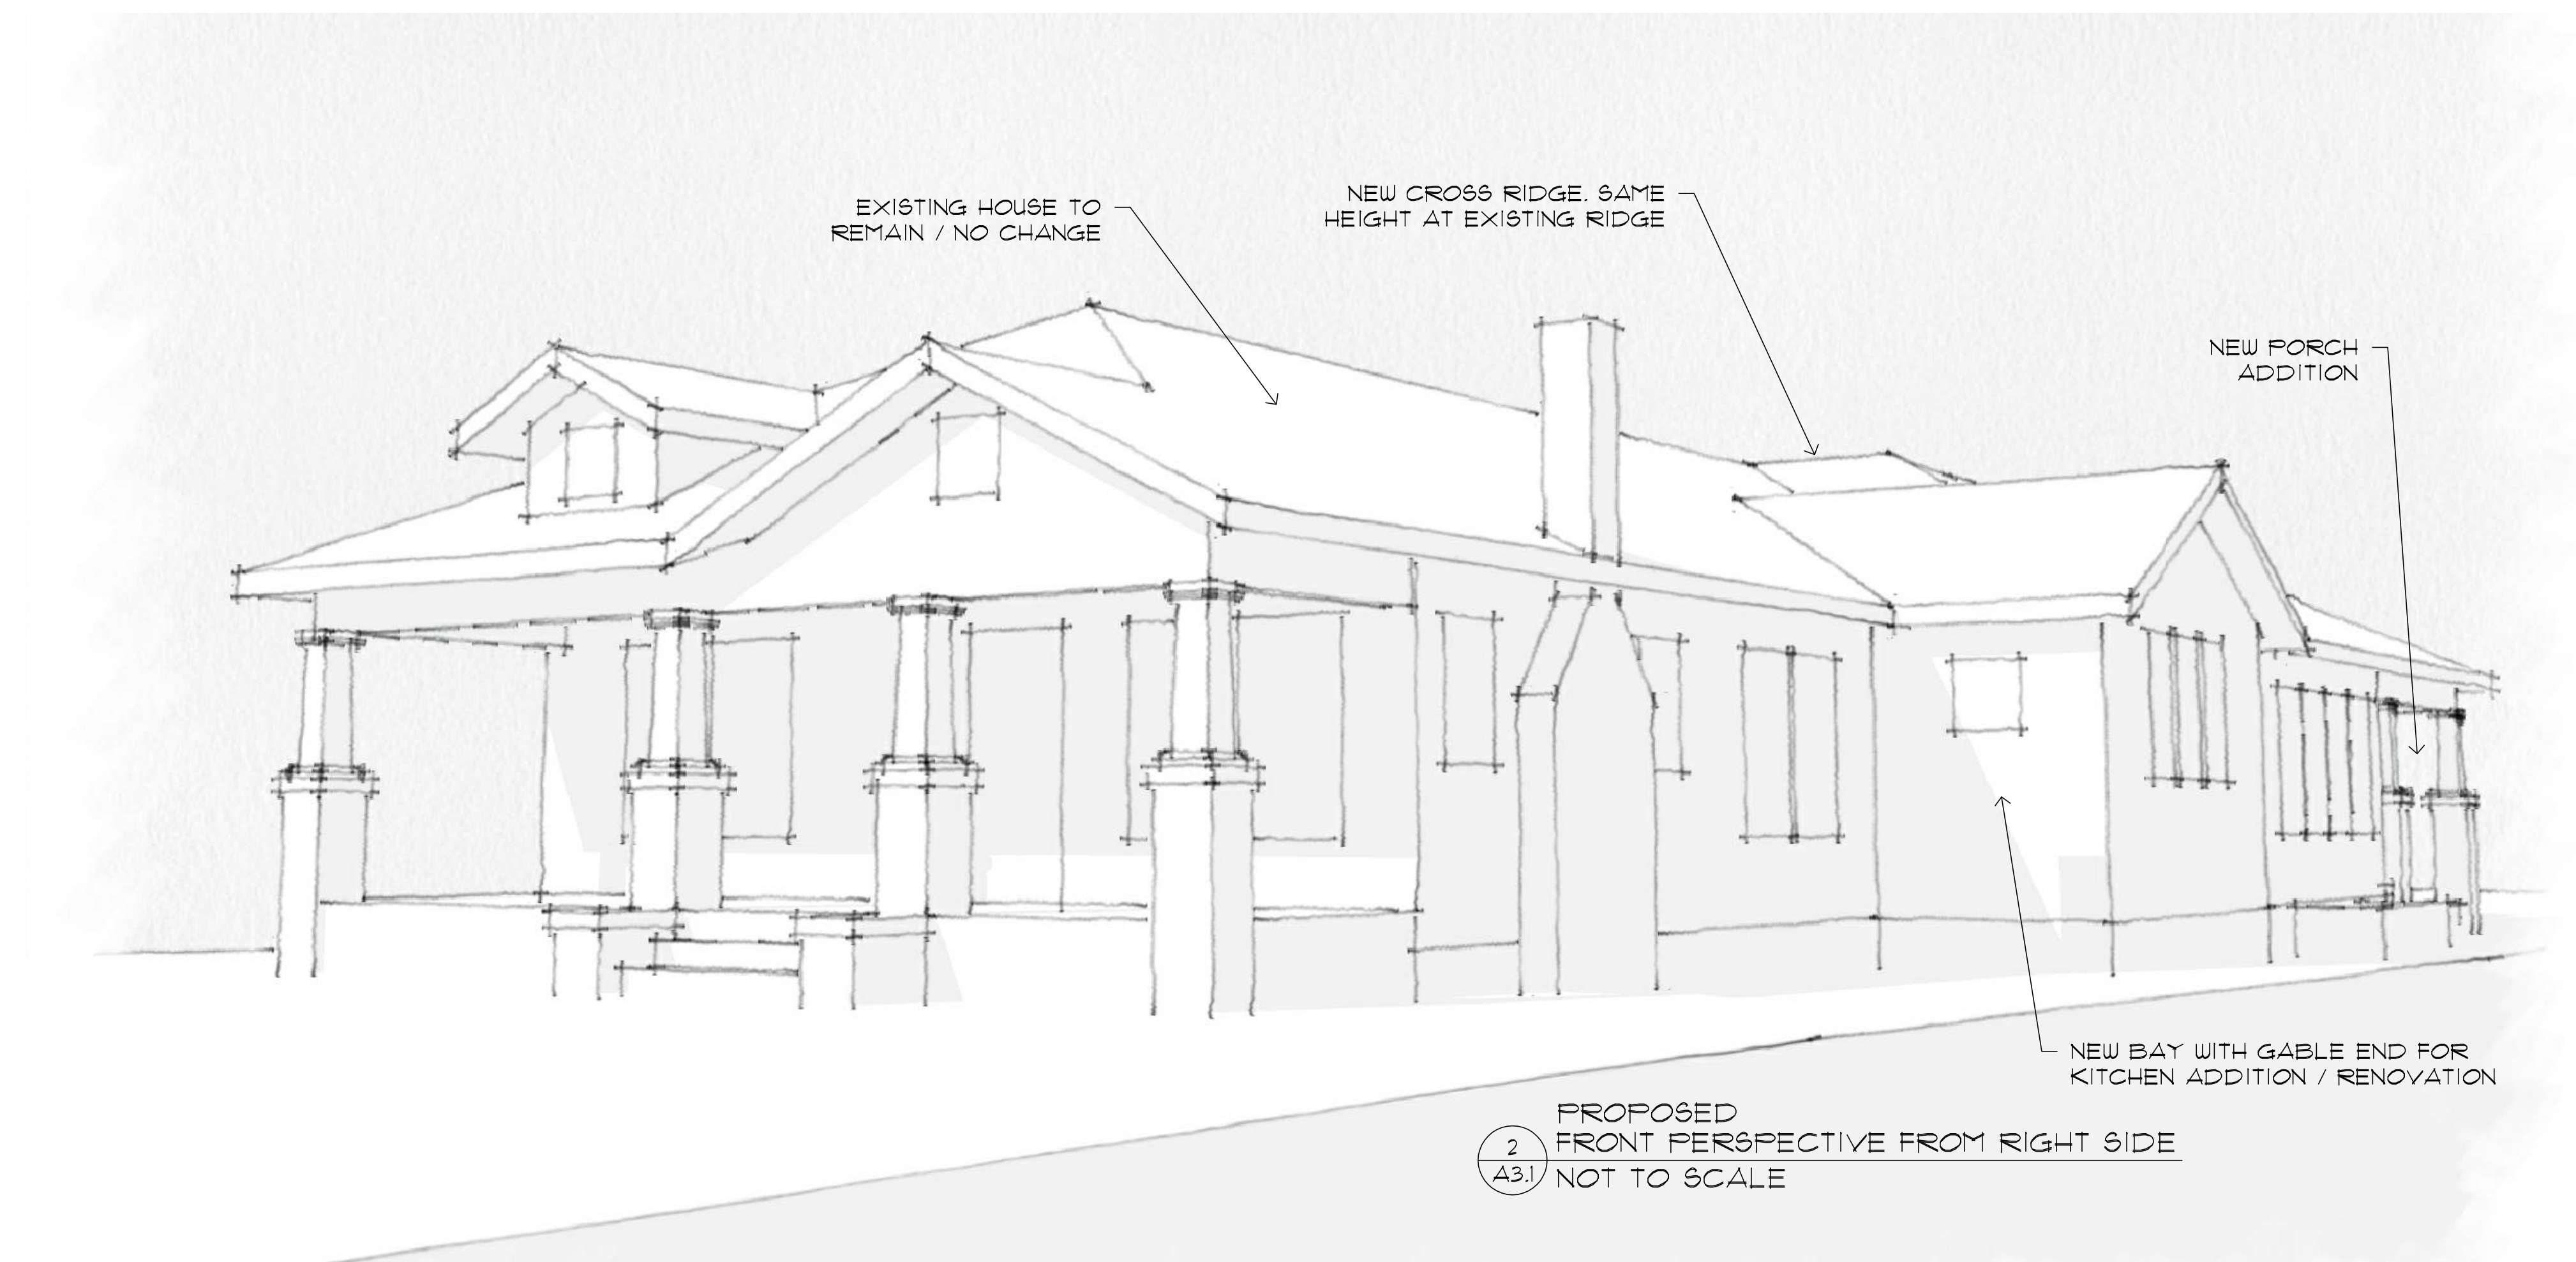 EXISTING HOUSE TO
REMAIN / NO CHANGE
NEW CROSS RIDGE. SAME
HEIGHT AT EXISTING RIDGE
NEW PORCH
ADDITION
NEW BAY WITH GABLE END FOR
KITCHEN ADDITION / RENOVATION
PROPOSED
2
FRONT PERSPECTIVE FROM RIGHT SIDE
A3.1
NOT TO SCALE